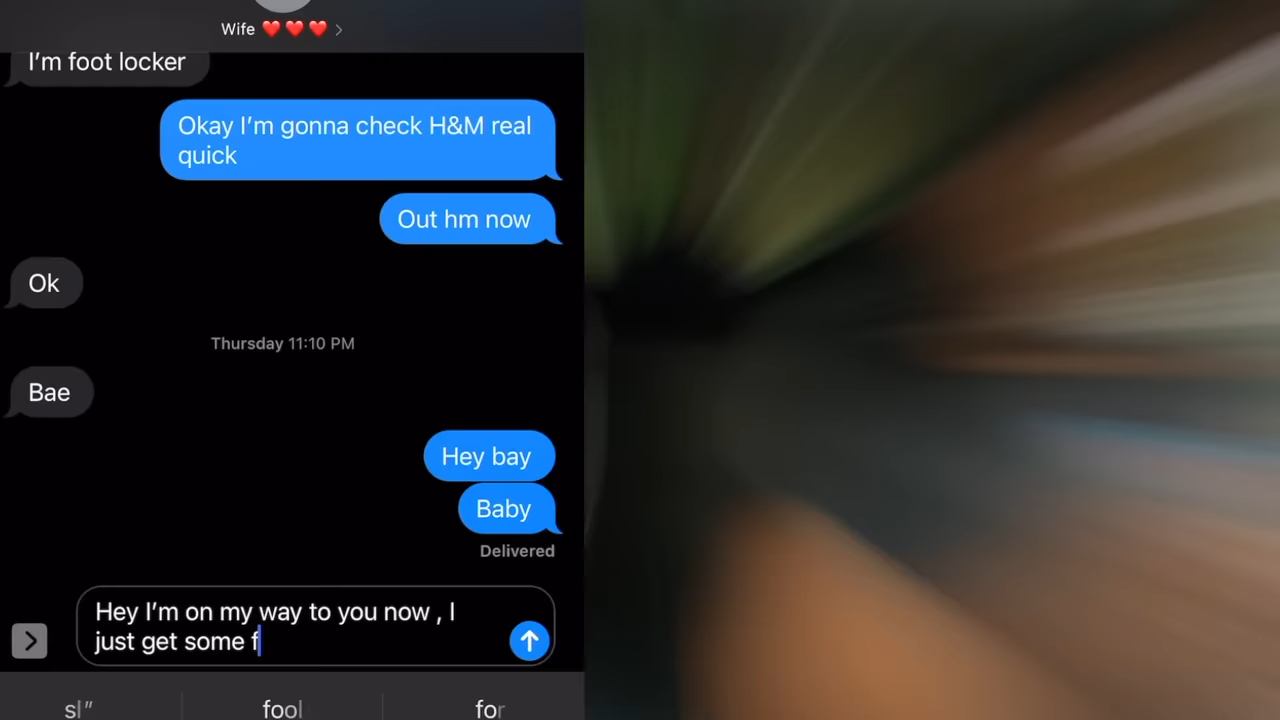 Wife ❤️❤️❤️ >
I'm foot locker
Okay I'm gonna check H&M real
quick
Out hm now
Ok
Thursday 11:10 PM
Bae
Hey bay
Baby
Delivered
Hey I'm on my way to you now , I
just get some f
fool
for